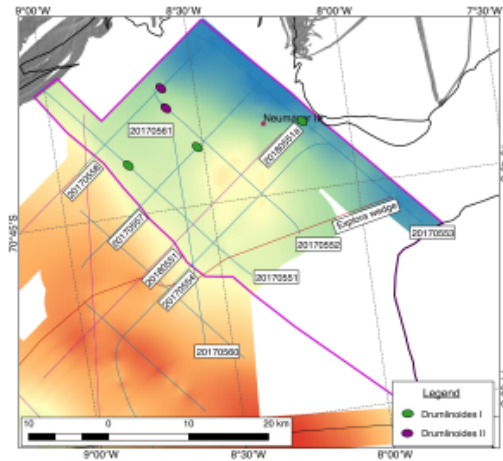 9°00'W 8°30'W 8°00'W 7°30'W
Neumayer III
20170561
20180551a
20170556
Explora wedge
20170557
20170553
20170552
70°45'S
20180551
20170551
20170554
20170560
Legend
Drumlinoides I
Drumlinoides II
10 0 10 20 km
9°00'W 8°30'W 8°00'W